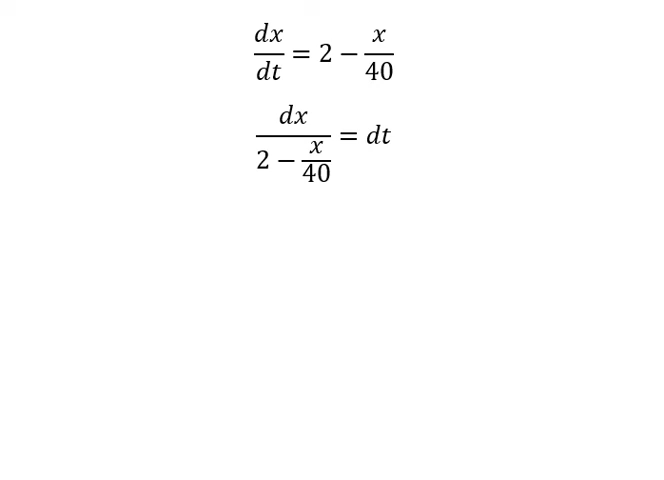 dx/dt = 2 − x/40
dx/(2 − x/40) = dt